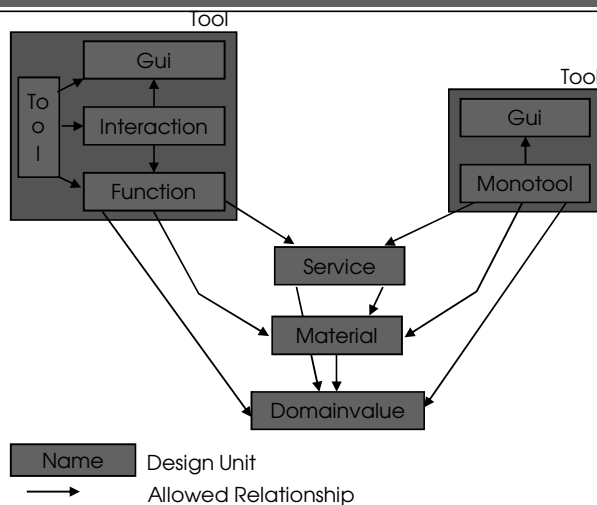 Tool
Gui
To
o
l
Interaction
Function
Tool
Gui
Monotool
Service
Material
Domainvalue
Name
Design Unit
Allowed Relationship